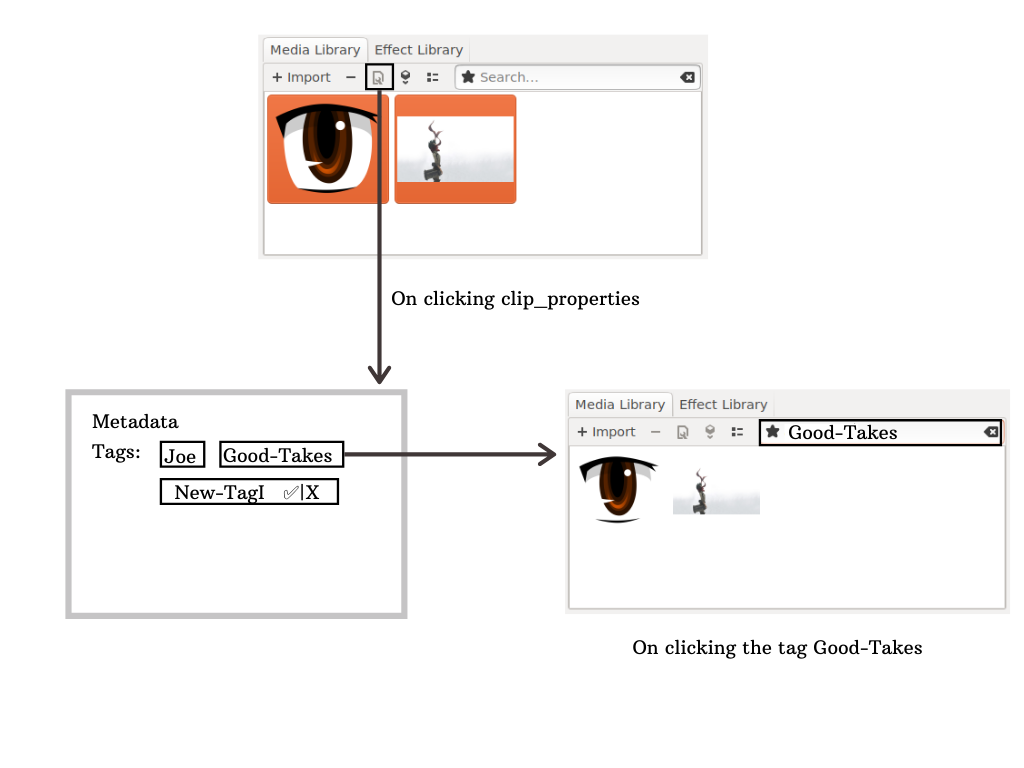 Media Library Effect Library
+ Import − Search...
On clicking clip_properties
Metadada
Tags: Joe Good-Takes
New-TagI ✅|X
Media Library Effect Library
+ Import − Good-Takes
On clicking the tag Good-Takes